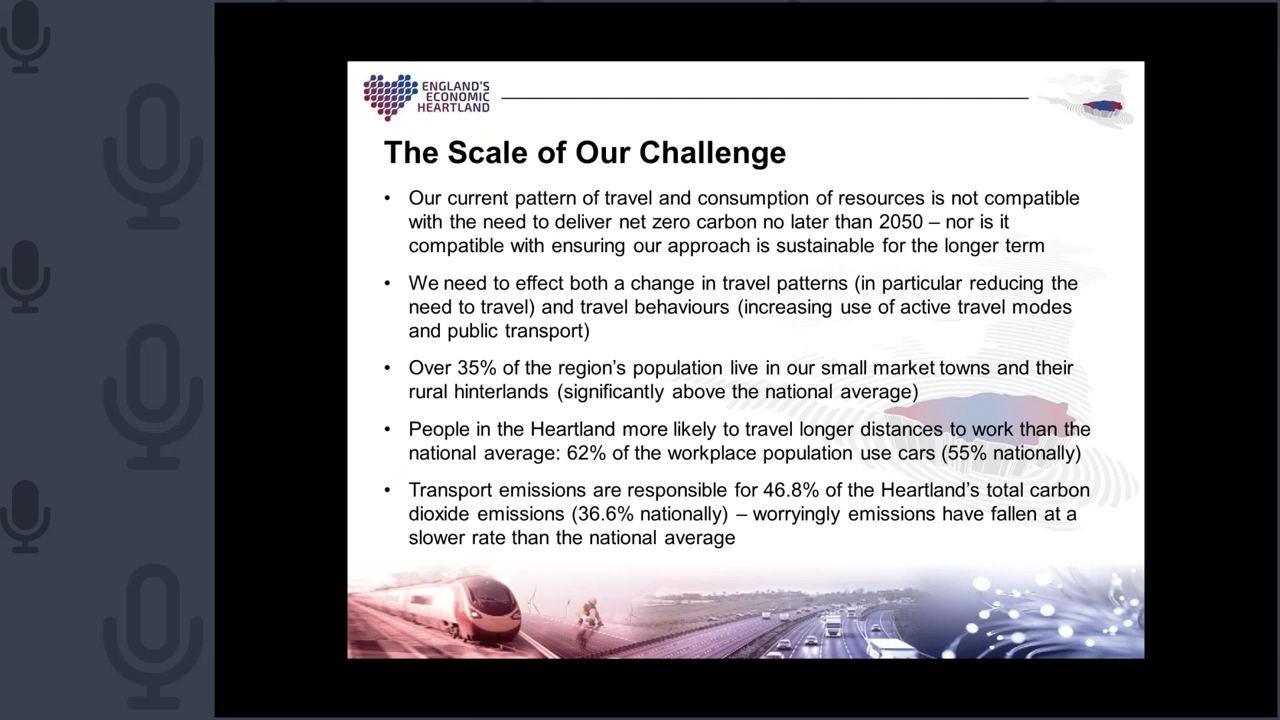 ENGLAND'S
ECONOMIC
HEARTLAND
The Scale of Our Challenge
• Our current pattern of travel and consumption of resources is not compatible
with the need to deliver net zero carbon no later than 2050 – nor is it
compatible with ensuring our approach is sustainable for the longer term
• We need to effect both a change in travel patterns (in particular reducing the
need to travel) and travel behaviours (increasing use of active travel modes
and public transport)
• Over 35% of the region's population live in our small market towns and their
rural hinterlands (significantly above the national average)
• People in the Heartland more likely to travel longer distances to work than the
national average: 62% of the workplace population use cars (55% nationally)
• Transport emissions are responsible for 46.8% of the Heartland's total carbon
dioxide emissions (36.6% nationally) – worryingly emissions have fallen at a
slower rate than the national average